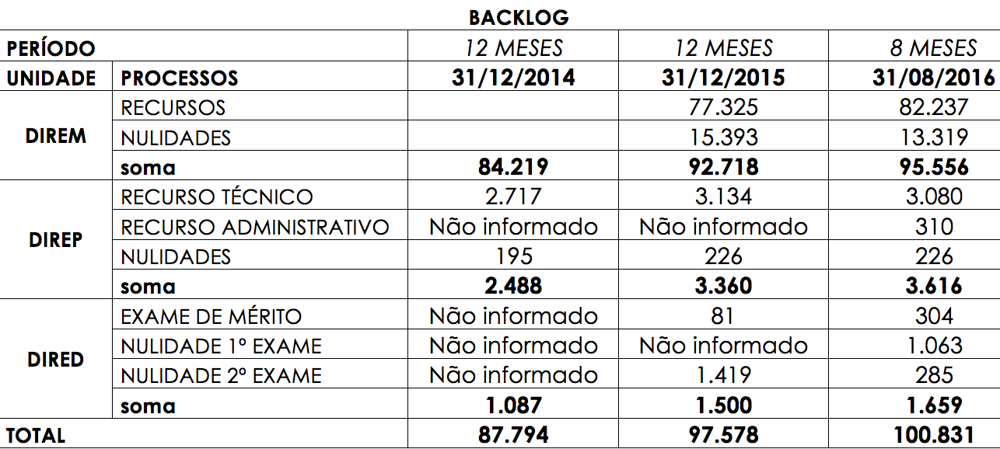 BACKLOG
PERÍODO 12 MESES 12 MESES 8 MESES
UNIDADE PROCESSOS 31/12/2014 31/12/2015 31/08/2016
DIREM
RECURSOS 77.325 82.237
NULIDADES 15.393 13.319
soma 84.219 92.718 95.556
DIREP
RECURSO TÉCNICO 2.717 3.134 3.080
RECURSO ADMINISTRATIVO Não informado Não informado 310
NULIDADES 195 226 226
soma 2.488 3.360 3.616
DIRED
EXAME DE MÉRITO Não informado 81 304
NULIDADE 1º EXAME Não informado Não informado 1.063
NULIDADE 2º EXAME Não informado 1.419 285
soma 1.087 1.500 1.659
TOTAL 87.794 97.578 100.831